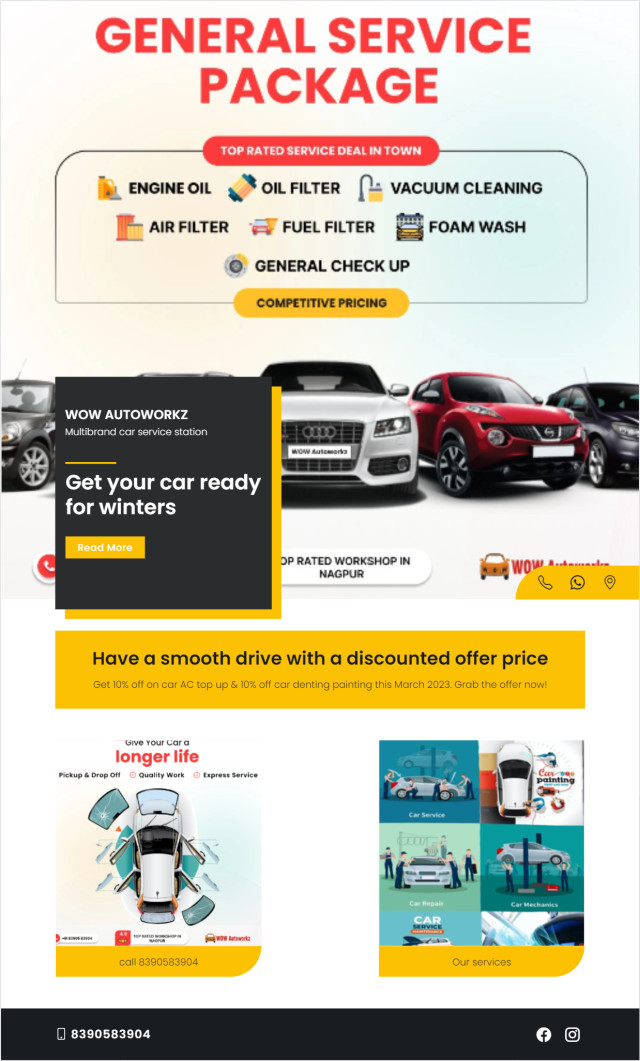 GENERAL SERVICE
PACKAGE
TOP RATED SERVICE DEAL IN TOWN
ENGINE OIL
OIL FILTER
VACUUM CLEANING
AIR FILTER
FUEL FILTER
FOAM WASH
GENERAL CHECK UP
COMPETITIVE PRICING
WOW AUTOWORKZ
Multibrand car service station
WOW Autoworkz
Get your car ready
for winters
Read More
OP RATED WORKSHOP IN
NAGPUR
WOW Autoworkz
Have a smooth drive with a discounted offer price
Get 10% off on car AC top up & 10% off car denting painting this March 2023. Grab the offer now!
Give Your Car a
longer life
Pickup & Drop Off
Quality Work
Express Service
TOP RATED WORKSHOP IN
NAGPUR
WOW Autoworkz
call 8390583904
Car Service
Car
painting
Car Repair
Car Mechanics
CAR
SERVICE
MAINTENANCE
Our services
8390583904